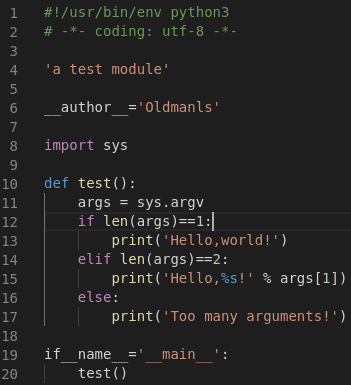 1 #!/usr/bin/env python3
2 # -*- coding: utf-8 -*-
3
4 'a test module'
5
6 __author__='Oldmanls'
7
8 import sys
9
10 def test():
11     args = sys.argv
12     if len(args)==1:
13         print('Hello,world!')
14     elif len(args)==2:
15         print('Hello,%s!' % args[1])
16     else:
17         print('Too many arguments!')
18
19 if__name__='__main__':
20     test()